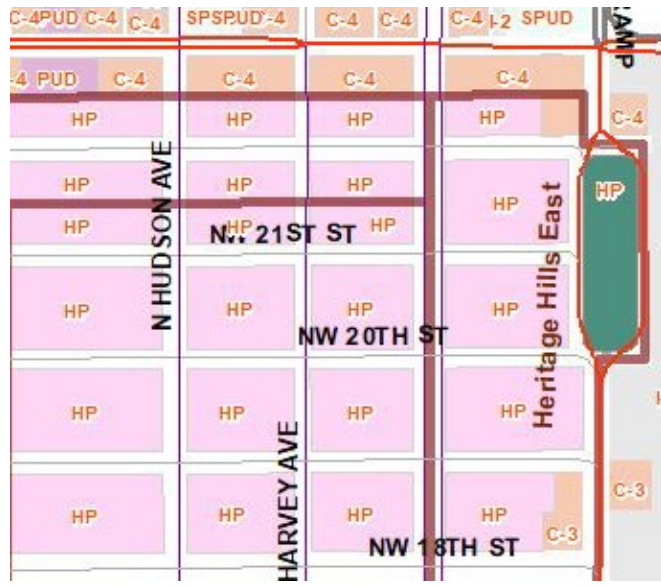 C-4 PUD C-4 C-4 SPSPUD C-4 C-4 C-4 C-4 SPUD
-4 PUD C-4 C-4 C-4 C-4
HP HP HP HP C-4
HP HP HP HP HP
HP HP HP
NW 21ST ST
HP HP HP HP
NW 20TH ST
HP HP HP HP
HP HP HP HP C-3
C-3
NW 18TH ST
N HUDSON AVE
HARVEY AVE
Heritage Hills East
AMP